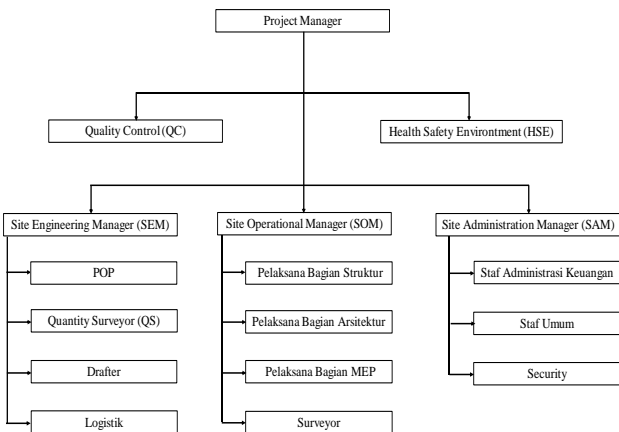 Project Manager
Quality Control (QC)
Health Safety Environtment (HSE)
Site Engineering Manager (SEM)
Site Operational Manager (SOM)
Site Administration Manager (SAM)
POP
Pelaksana Bagian Struktur
Staf Administrasi Keuangan
Quantity Surveyor (QS)
Pelaksana Bagian Arsitektur
Staf Umum
Drafter
Pelaksana Bagian MEP
Security
Logistik
Surveyor